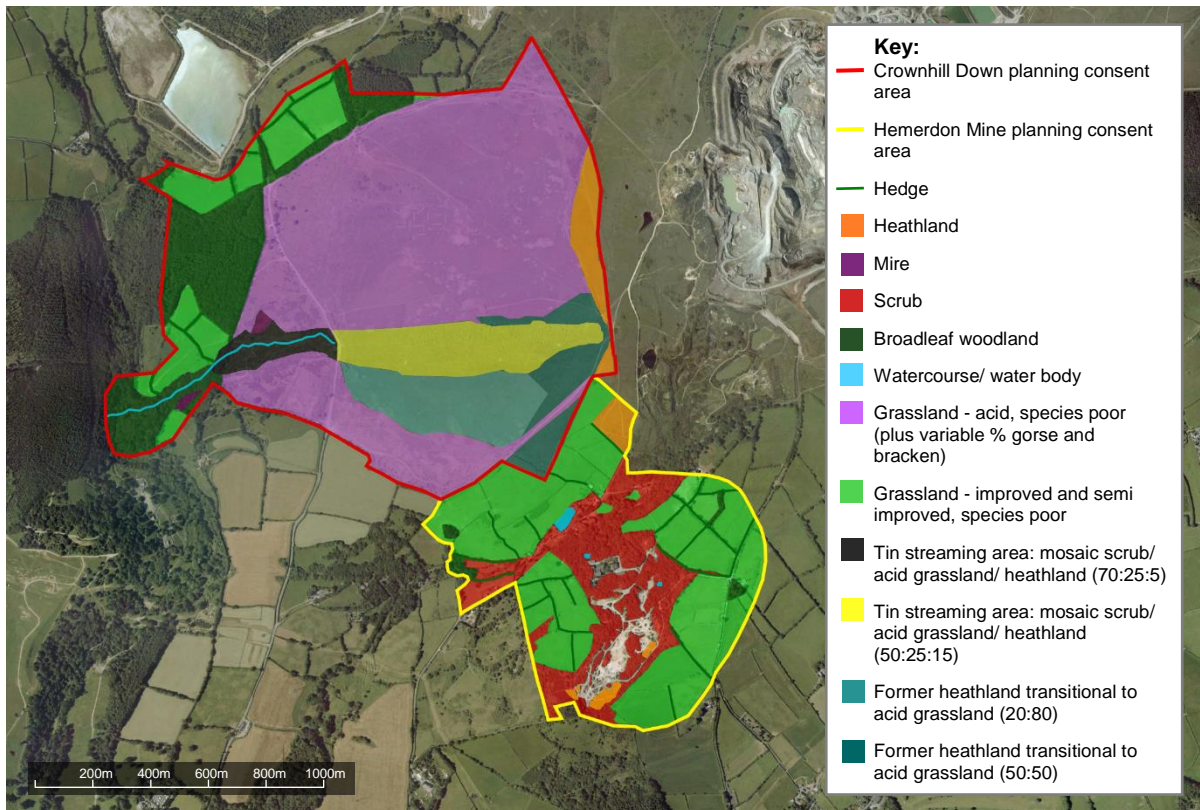 Key:
Crownhill Down planning consent
area
Hemerdon Mine planning consent
area
Hedge
Heathland
Mire
Scrub
Broadleaf woodland
Watercourse/ water body
Grassland - acid, species poor
(plus variable % gorse and
bracken)
Grassland - improved and semi
improved, species poor
Tin streaming area: mosaic scrub/
acid grassland/ heathland (70:25:5)
Tin streaming area: mosaic scrub/
acid grassland/ heathland
(50:25:15)
Former heathland transitional to
acid grassland (20:80)
Former heathland transitional to
acid grassland (50:50)
200m 400m 600m 800m 1000m